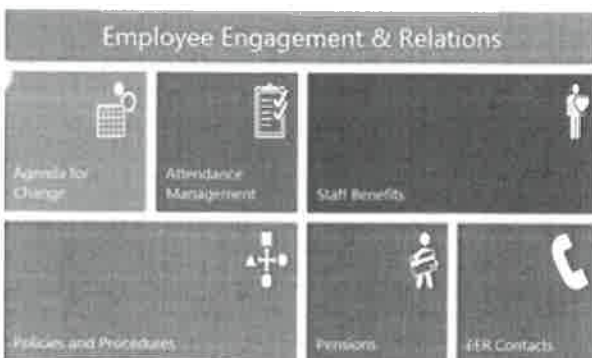 Employee Engagement & Relations
Agenda for
Change
Attendance
Management
Staff Benefits
Policies and Procedures
Pensions
EER Contacts